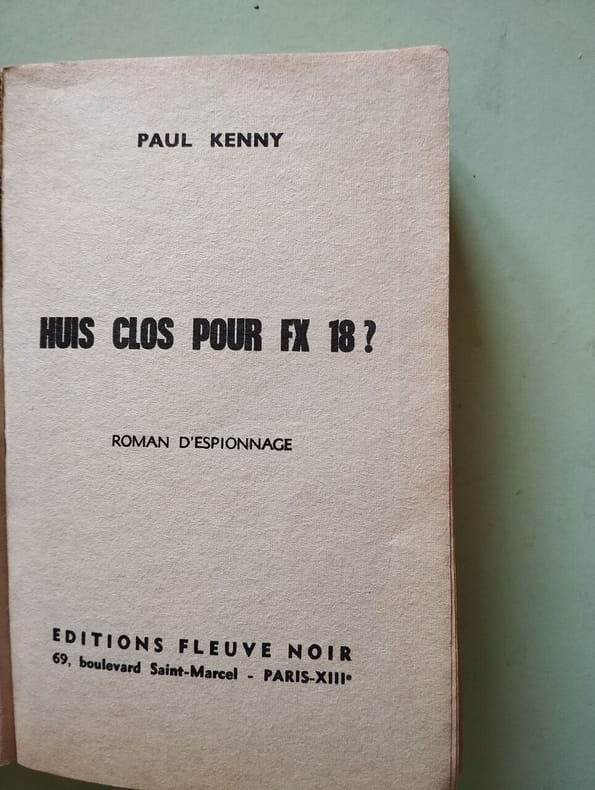 PAUL KENNY
HUIS CLOS POUR FX 18 ?
ROMAN D'ESPIONNAGE
EDITIONS FLEUVE NOIR
69, boulevard Saint-Marcel - PARIS-XIIIᵉ